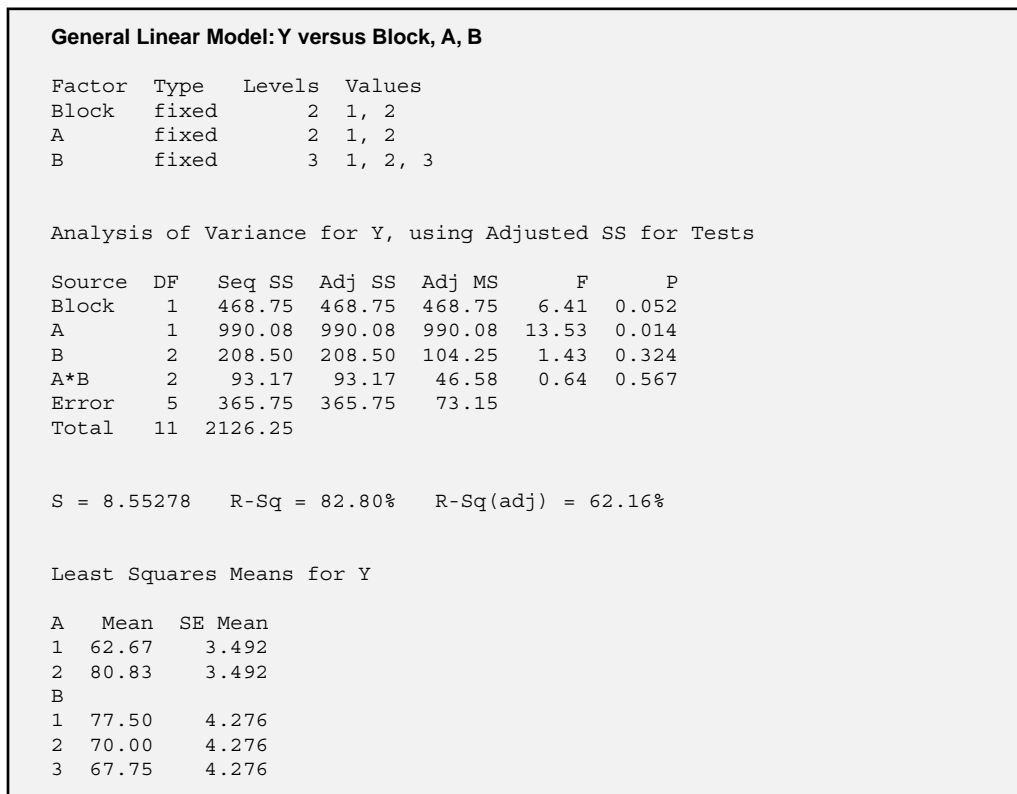 General Linear Model: Y versus Block, A, B
Factor Type Levels Values
Block fixed 2 1, 2
A fixed 2 1, 2
B fixed 3 1, 2, 3
Analysis of Variance for Y, using Adjusted SS for Tests
Source DF Seq SS Adj SS Adj MS F P
Block 1 468.75 468.75 468.75 6.41 0.052
A 1 990.08 990.08 990.08 13.53 0.014
B 2 208.50 208.50 104.25 1.43 0.324
A*B 2 93.17 93.17 46.58 0.64 0.567
Error 5 365.75 365.75 73.15
Total 11 2126.25
S = 8.55278 R-Sq = 82.80% R-Sq(adj) = 62.16%
Least Squares Means for Y
A Mean SE Mean
1 62.67 3.492
2 80.83 3.492
B
1 77.50 4.276
2 70.00 4.276
3 67.75 4.276